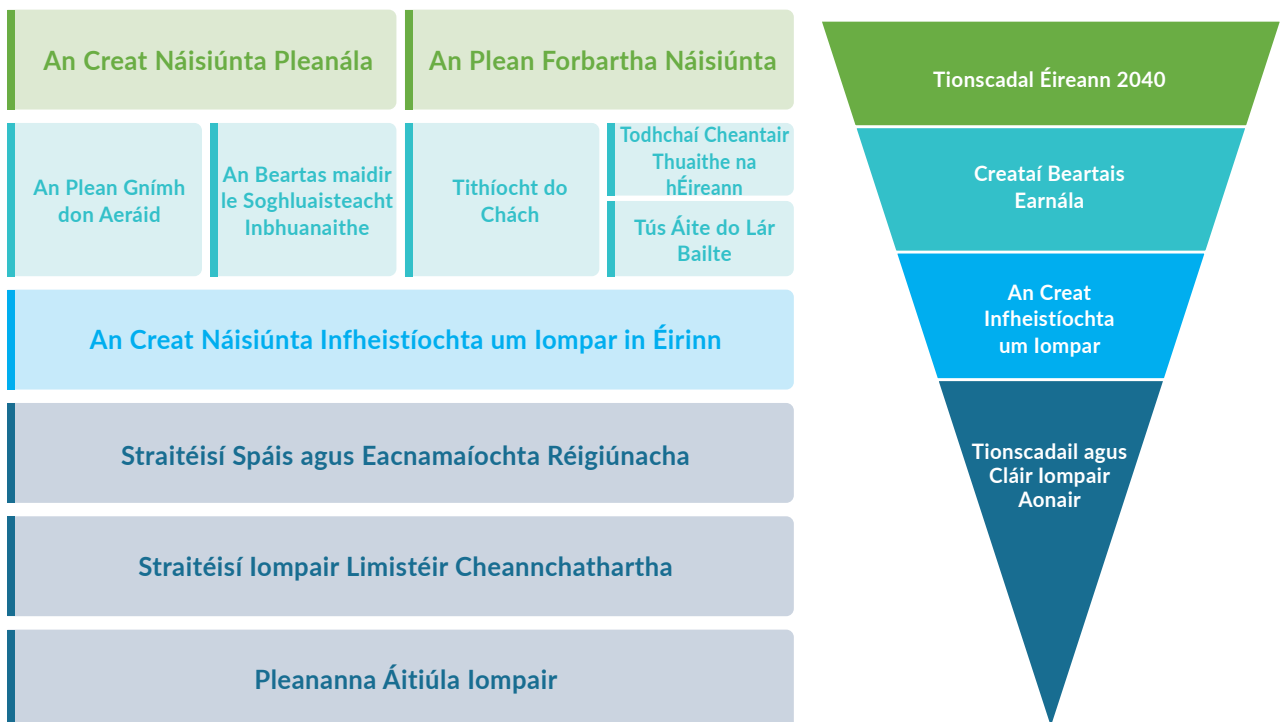 An Creat Náisiúnta Pleanála
An Plean Forbartha Náisiúnta
An Plean Gnímh
don Aeráid
An Beartas maidir
le Soghluaisteacht
Inbhuanaithe
Tithíocht do
Chách
Todhchaí Cheantair
Thuaithe na
hÉireann
Tús Áite do Lár
Bailte
An Creat Náisiúnta Infheistíochta um Iompar in Éirinn
Straitéisí Spáis agus Eacnamaíochta Réigiúnacha
Straitéisí Iompair Limistéir Cheannchathartha
Pleananna Áitiúla Iompair
Tionscadal Éireann 2040
Creataí Beartais
Earnála
An Creat
Infheistíochta
um Iompar
Tionscadail agus
Cláir Iompair
Aonair